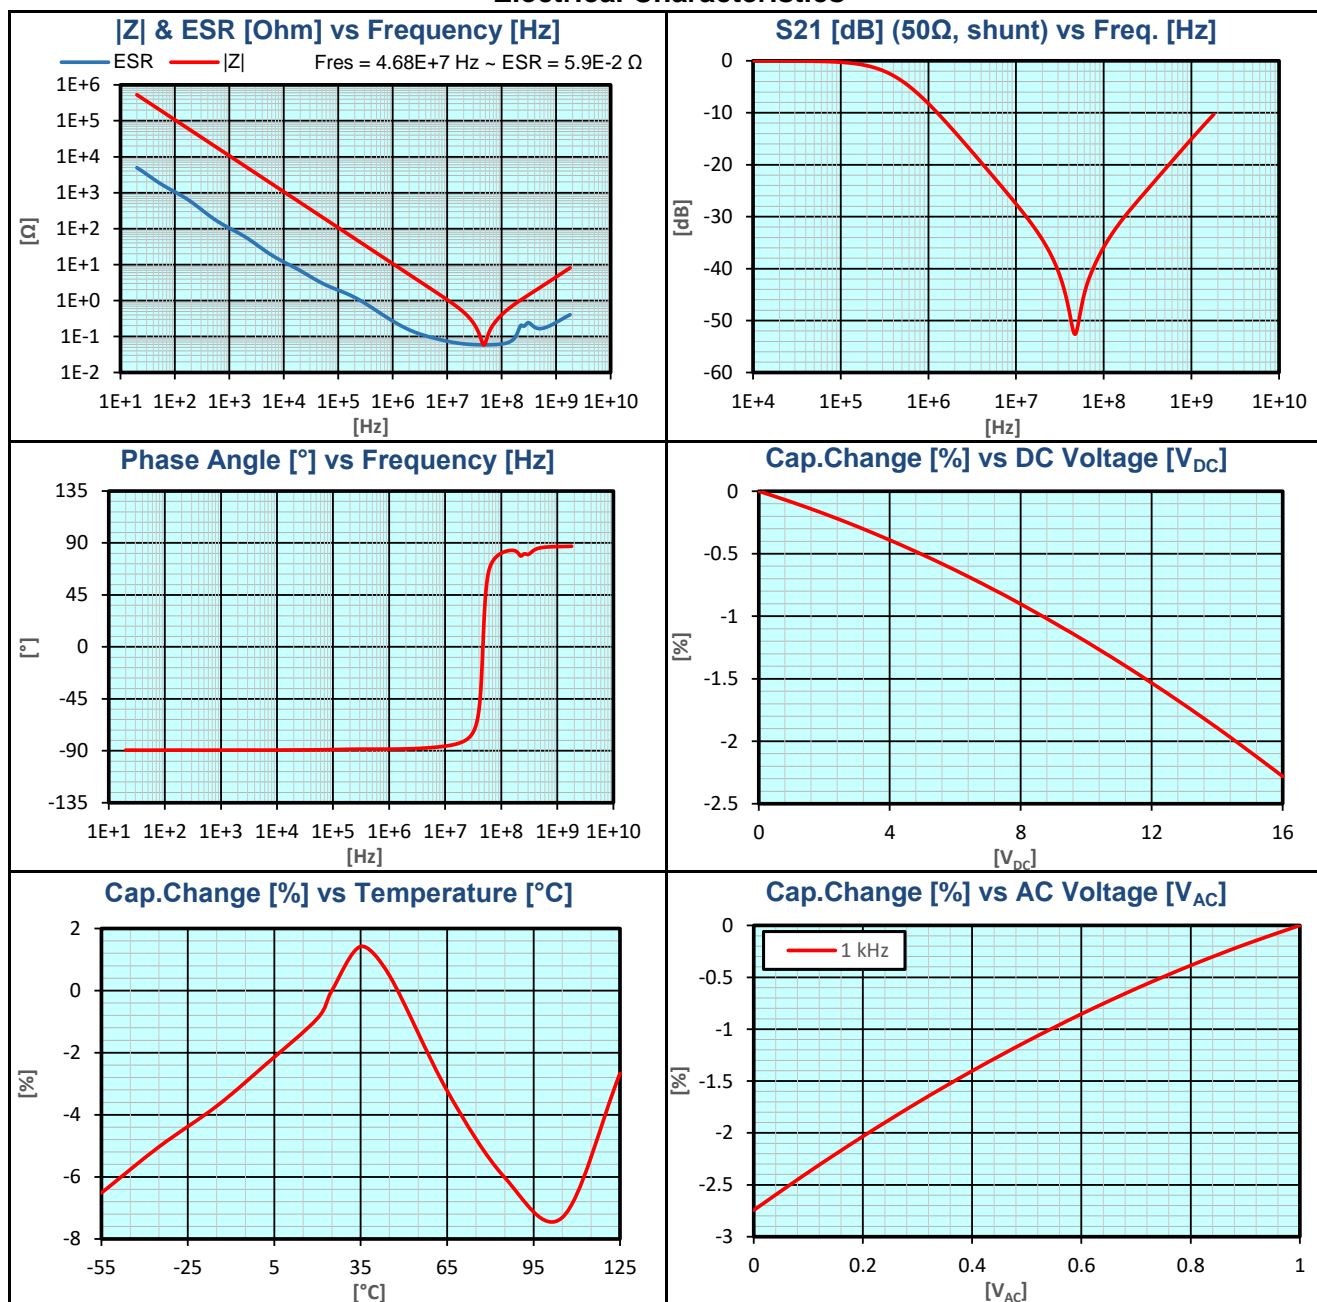 |Z| & ESR [Ohm] vs Frequency [Hz]
ESR |Z| Fres = 4.68E+7 Hz ~ ESR = 5.9E-2 Ω
1E+6
1E+5
1E+4
1E+3
1E+2
1E+1
1E+0
1E-1
1E-2
[Ω]
1E+1 1E+2 1E+3 1E+4 1E+5 1E+6 1E+7 1E+8 1E+9 1E+10
[Hz]
S21 [dB] (50Ω, shunt) vs Freq. [Hz]
0
-10
-20
-30
-40
-50
-60
[dB]
1E+4 1E+5 1E+6 1E+7 1E+8 1E+9 1E+10
[Hz]
Phase Angle [°] vs Frequency [Hz]
135
90
45
0
-45
-90
-135
[°]
1E+1 1E+2 1E+3 1E+4 1E+5 1E+6 1E+7 1E+8 1E+9 1E+10
[Hz]
Cap.Change [%] vs DC Voltage [VDC]
0
-0.5
-1
-1.5
-2
-2.5
[%]
0 4 8 12 16
[VDC]
Cap.Change [%] vs Temperature [°C]
2
0
-2
-4
-6
-8
[%]
-55 -25 5 35 65 95 125
[°C]
Cap.Change [%] vs AC Voltage [VAC]
1 kHz
0
-0.5
-1
-1.5
-2
-2.5
-3
[%]
0 0.2 0.4 0.6 0.8 1
[VAC]